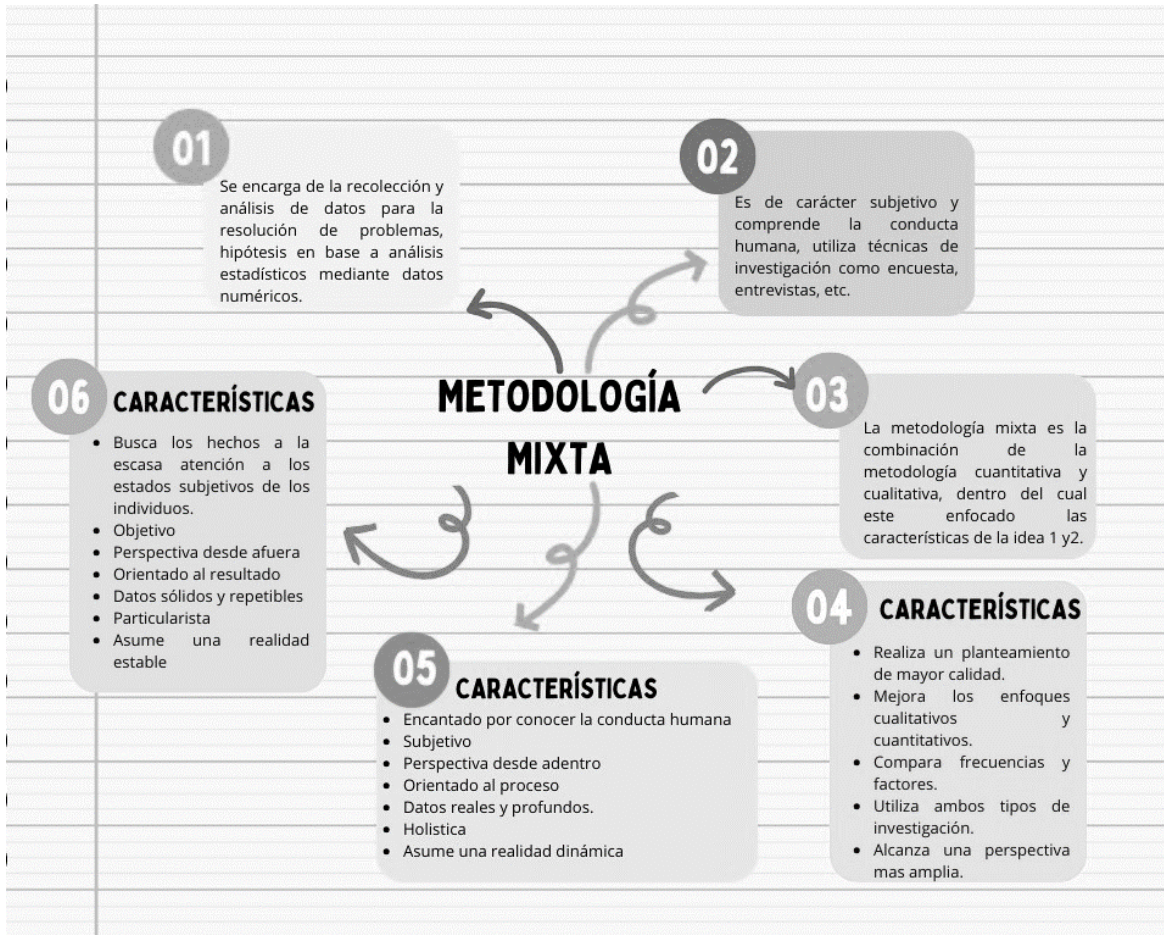 01
Se encarga de la recolección y
análisis de datos para la
resolución de problemas,
hipótesis en base a análisis
estadísticos mediante datos
numéricos.
02
Es de carácter subjetivo y
comprende la conducta
humana, utiliza técnicas de
investigación como encuesta,
entrevistas, etc.
METODOLOGÍA
MIXTA
03
La metodología mixta es la
combinación de la
metodología cuantitativa y
cualitativa, dentro del cual
este enfocado las
características de la idea 1 y2.
04
CARACTERÍSTICAS
• Realiza un planteamiento
de mayor calidad.
• Mejora los enfoques
cualitativos y
cuantitativos.
• Compara frecuencias y
factores.
• Utiliza ambos tipos de
investigación.
• Alcanza una perspectiva
mas amplia.
05
CARACTERÍSTICAS
• Encantado por conocer la conducta humana
• Subjetivo
• Perspectiva desde adentro
• Orientado al proceso
• Datos reales y profundos.
• Holistica
• Asume una realidad dinámica
06
CARACTERÍSTICAS
• Busca los hechos a la
escasa atención a los
estados subjetivos de los
individuos.
• Objetivo
• Perspectiva desde afuera
• Orientado al resultado
• Datos sólidos y repetibles
• Particularista
• Asume una realidad
estable